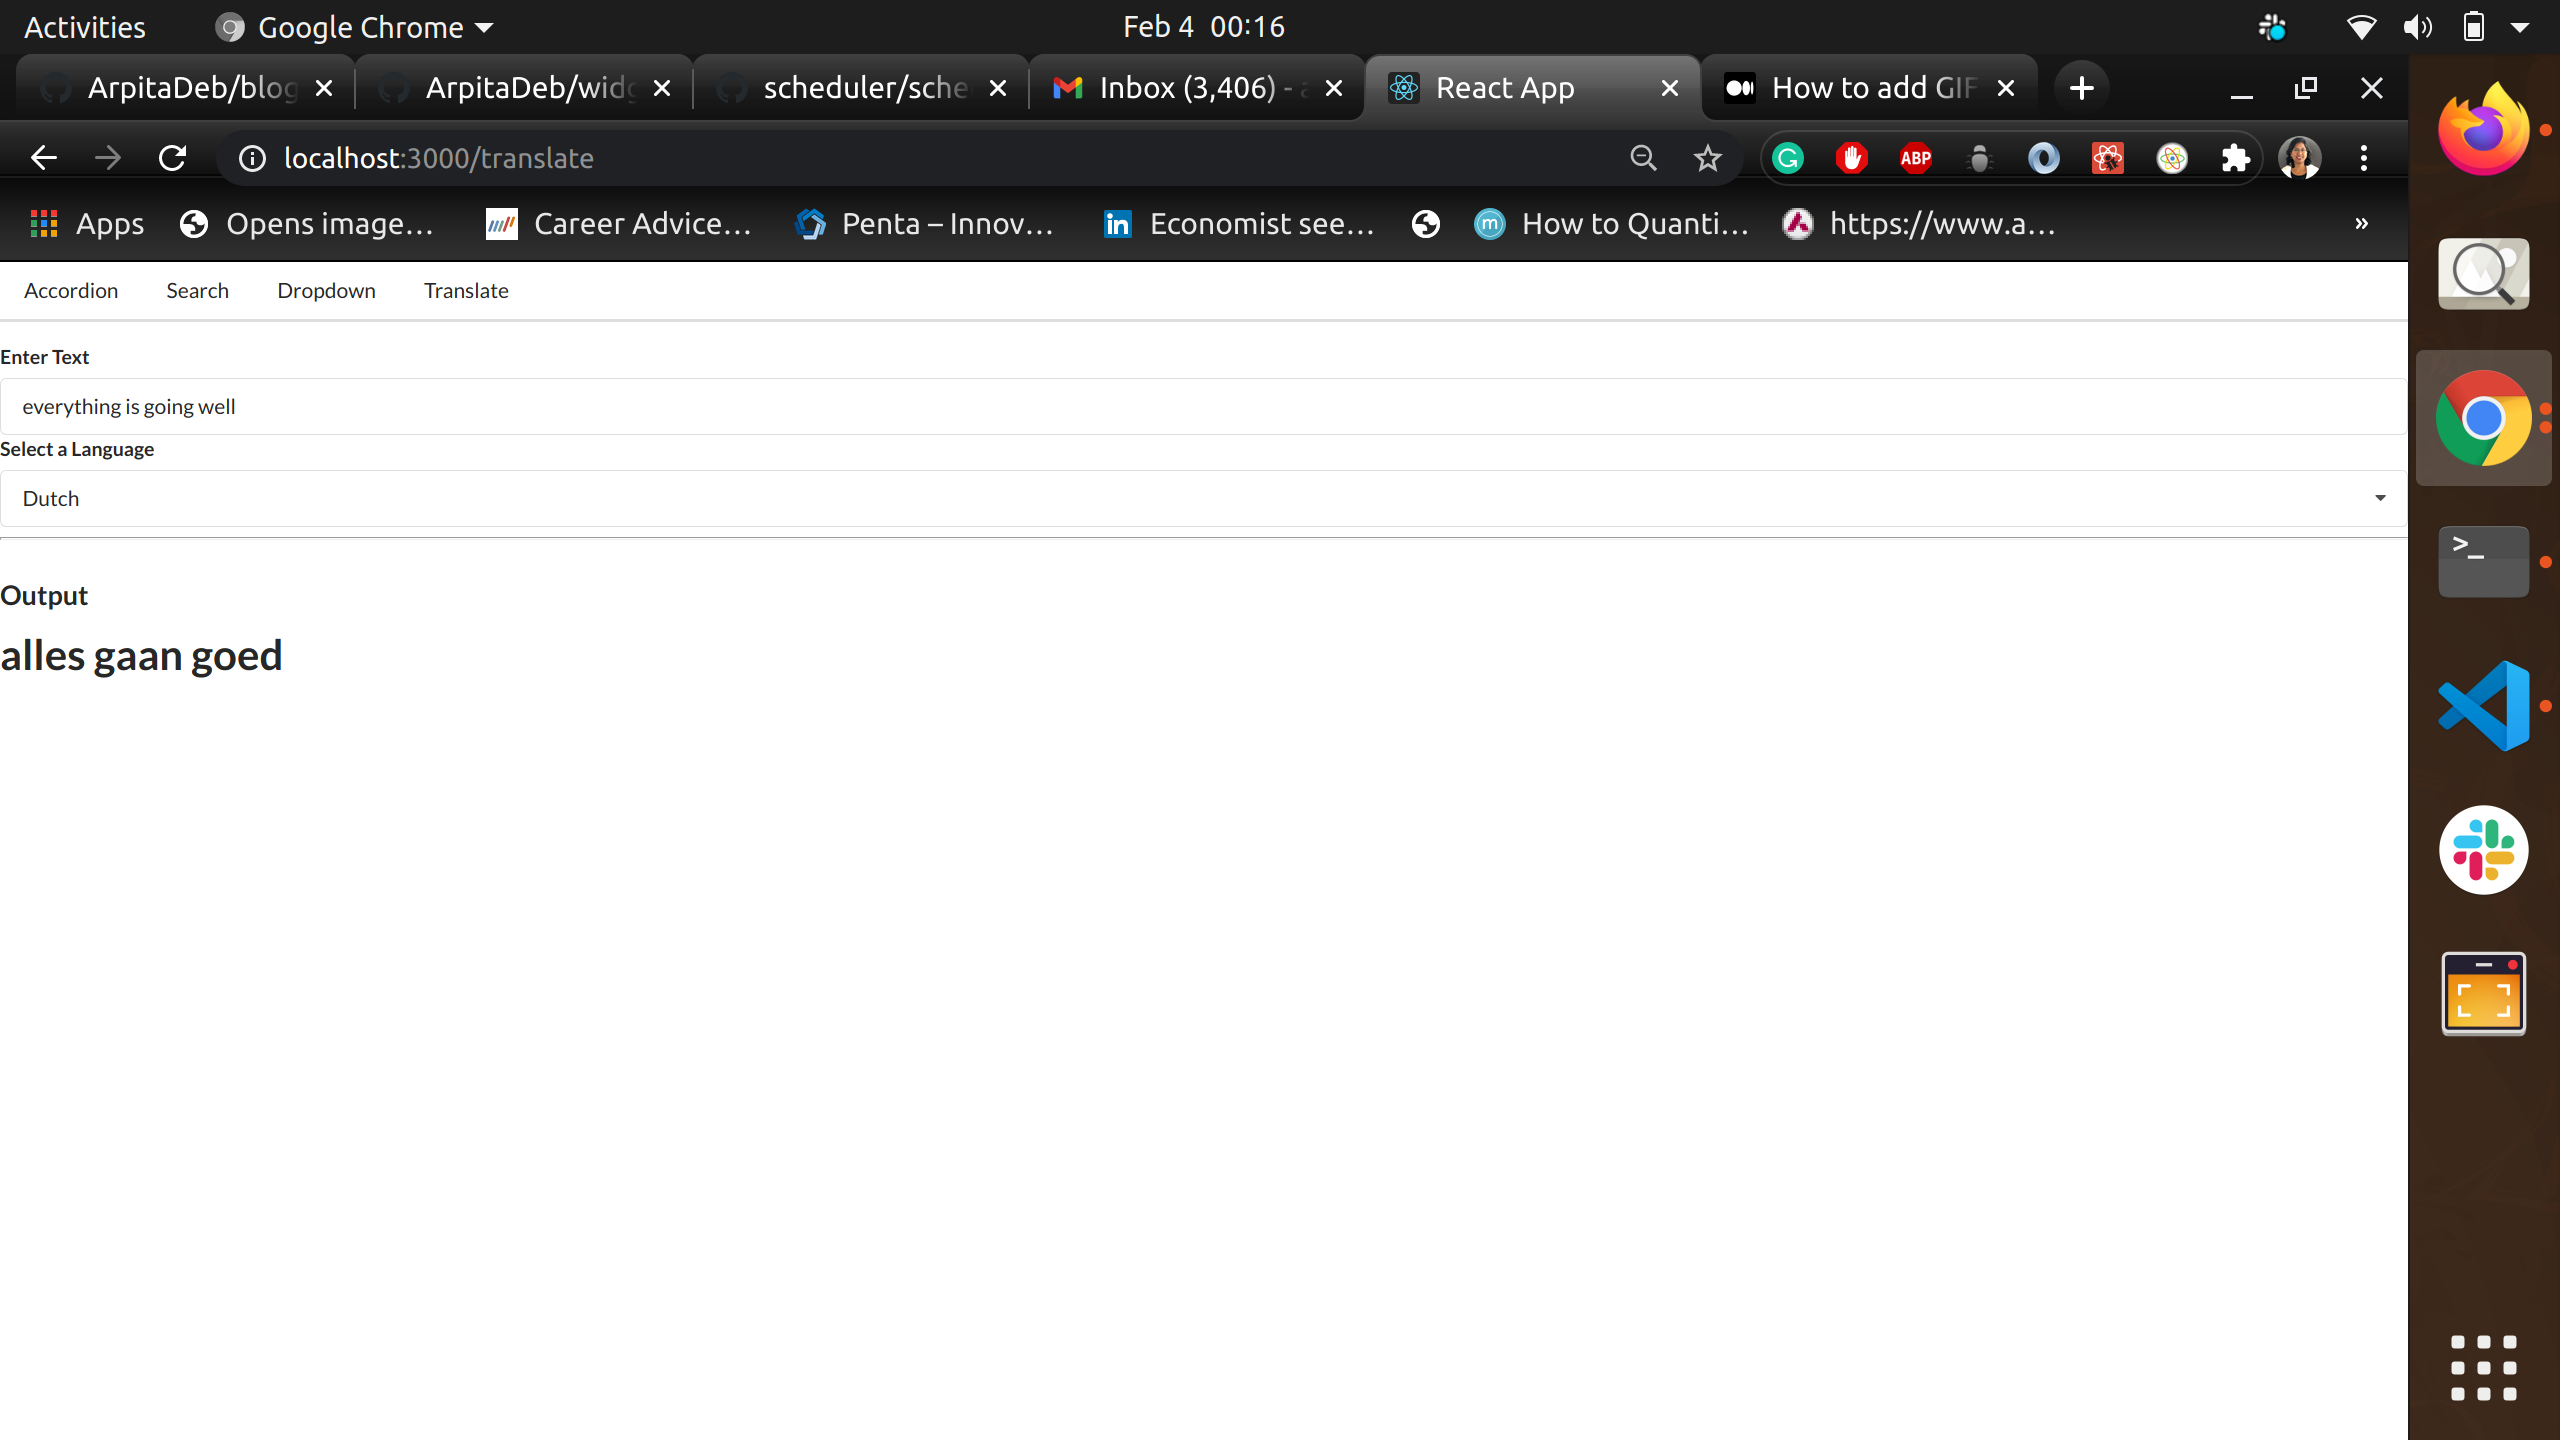 Activities Google Chrome Feb 4 00:16
ArpitaDeb/blog ArpitaDeb/widg scheduler/sche Inbox (3,406) - a React App How to add GIF
localhost:3000/translate ABP
Apps Opens image... Career Advice... Penta – Innov... in Economist see... m How to Quanti... https://www.a... »
Accordion Search Dropdown Translate
Enter Text
everything is going well
Select a Language
Dutch
Output
alles gaan goed